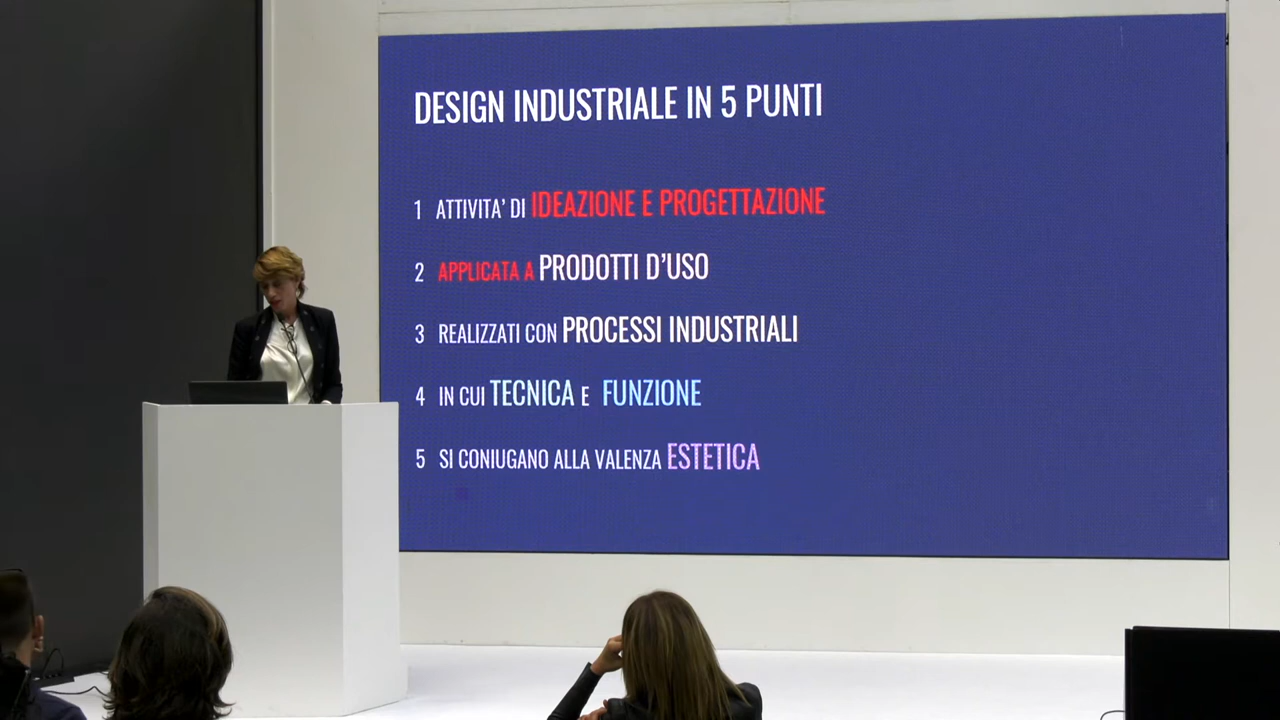 DESIGN INDUSTRIALE IN 5 PUNTI
1 ATTIVITA' DI IDEAZIONE E PROGETTAZIONE
2 APPLICATA A PRODOTTI D'USO
3 REALIZZATI CON PROCESSI INDUSTRIALI
4 IN CUI TECNICA E FUNZIONE
5 SI CONIUGANO ALLA VALENZA ESTETICA